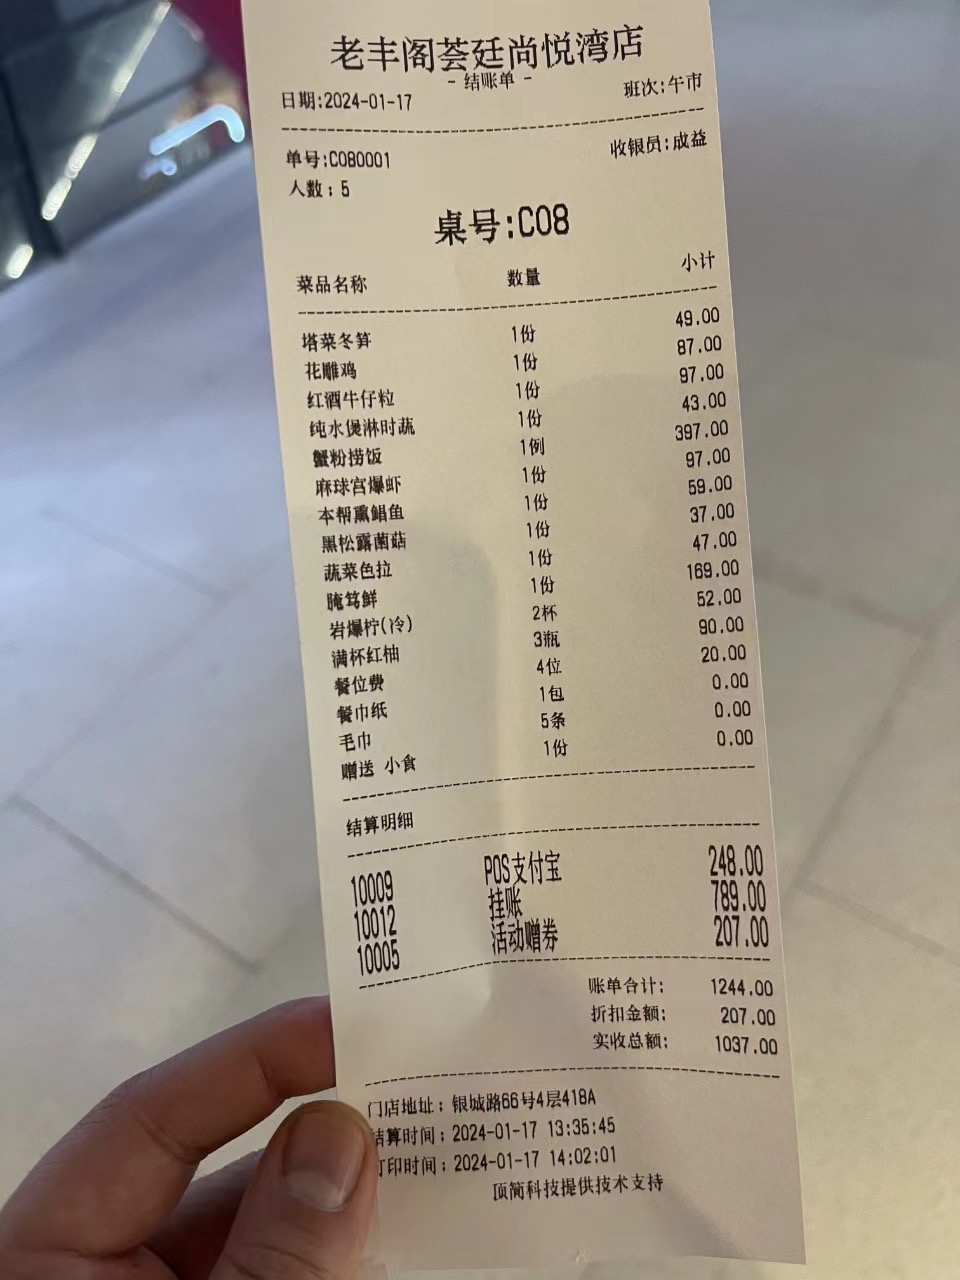 老丰阁荟廷尚悦湾店
- 结账单 -
日期:2024-01-17 班次:午市
单号:C080001 收银员:成益
人数:5
桌号:C08
菜品名称 数量 小计
塔菜冬笋 1份 49.00
花雕鸡 1份 87.00
红酒牛仔粒 1份 97.00
纯水煲淋时蔬 1份 43.00
蟹粉捞饭 1例 397.00
麻球宫爆虾 1份 97.00
本帮熏鲳鱼 1份 59.00
黑松露菌菇 1份 37.00
蔬菜色拉 1份 47.00
腌笃鲜 1份 169.00
岩爆柠(冷) 2杯 52.00
满杯红柚 3瓶 90.00
餐位费 4位 20.00
餐巾纸 1包 0.00
毛巾 5条 0.00
赠送 小食 1份 0.00
结算明细
10009 POS支付宝 248.00
10012 挂账 789.00
10005 活动赠券 207.00
账单合计: 1244.00
折扣金额: 207.00
实收总额: 1037.00
门店地址:银城路66号4层418A
结算时间:2024-01-17 13:35:45
打印时间:2024-01-17 14:02:01
顶简科技提供技术支持